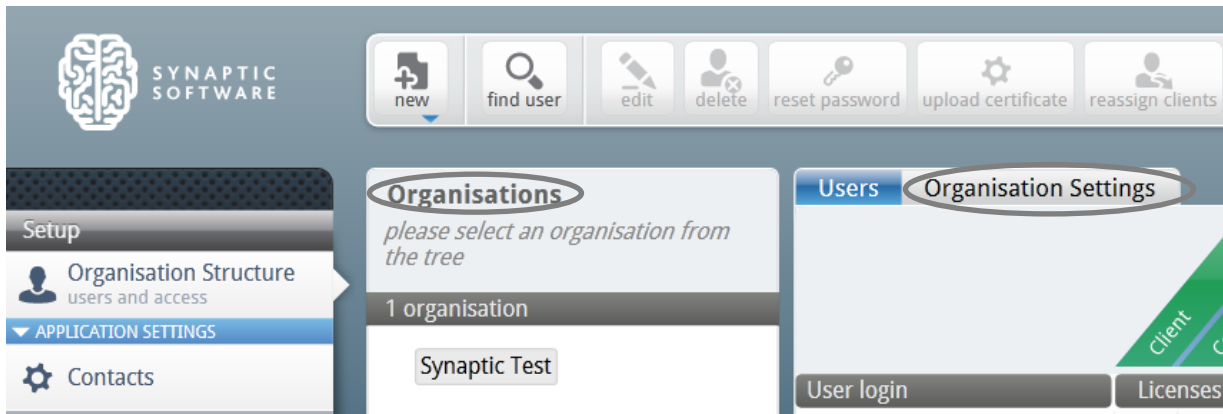 SYNAPTIC
SOFTWARE
new
find user
edit
delete
reset password
upload certificate
reassign clients
Setup
Organisation Structure
users and access
APPLICATION SETTINGS
Contacts
Organisations
please select an organisation from
the tree
1 organisation
Synaptic Test
Users
Organisation Settings
Client
User login
Licenses